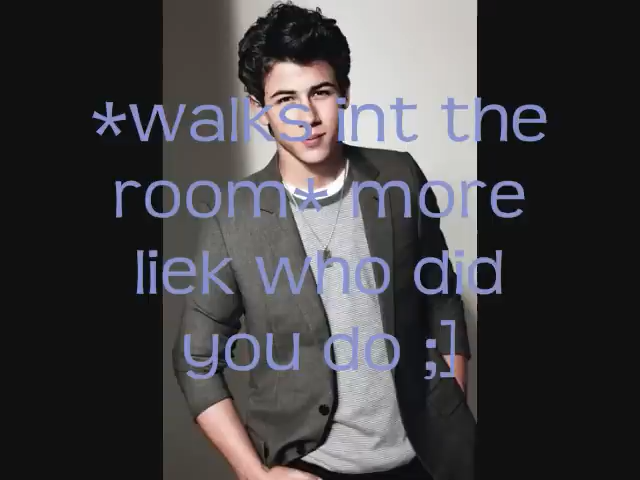 *walks int the
room* more
liek who did
you do ;]